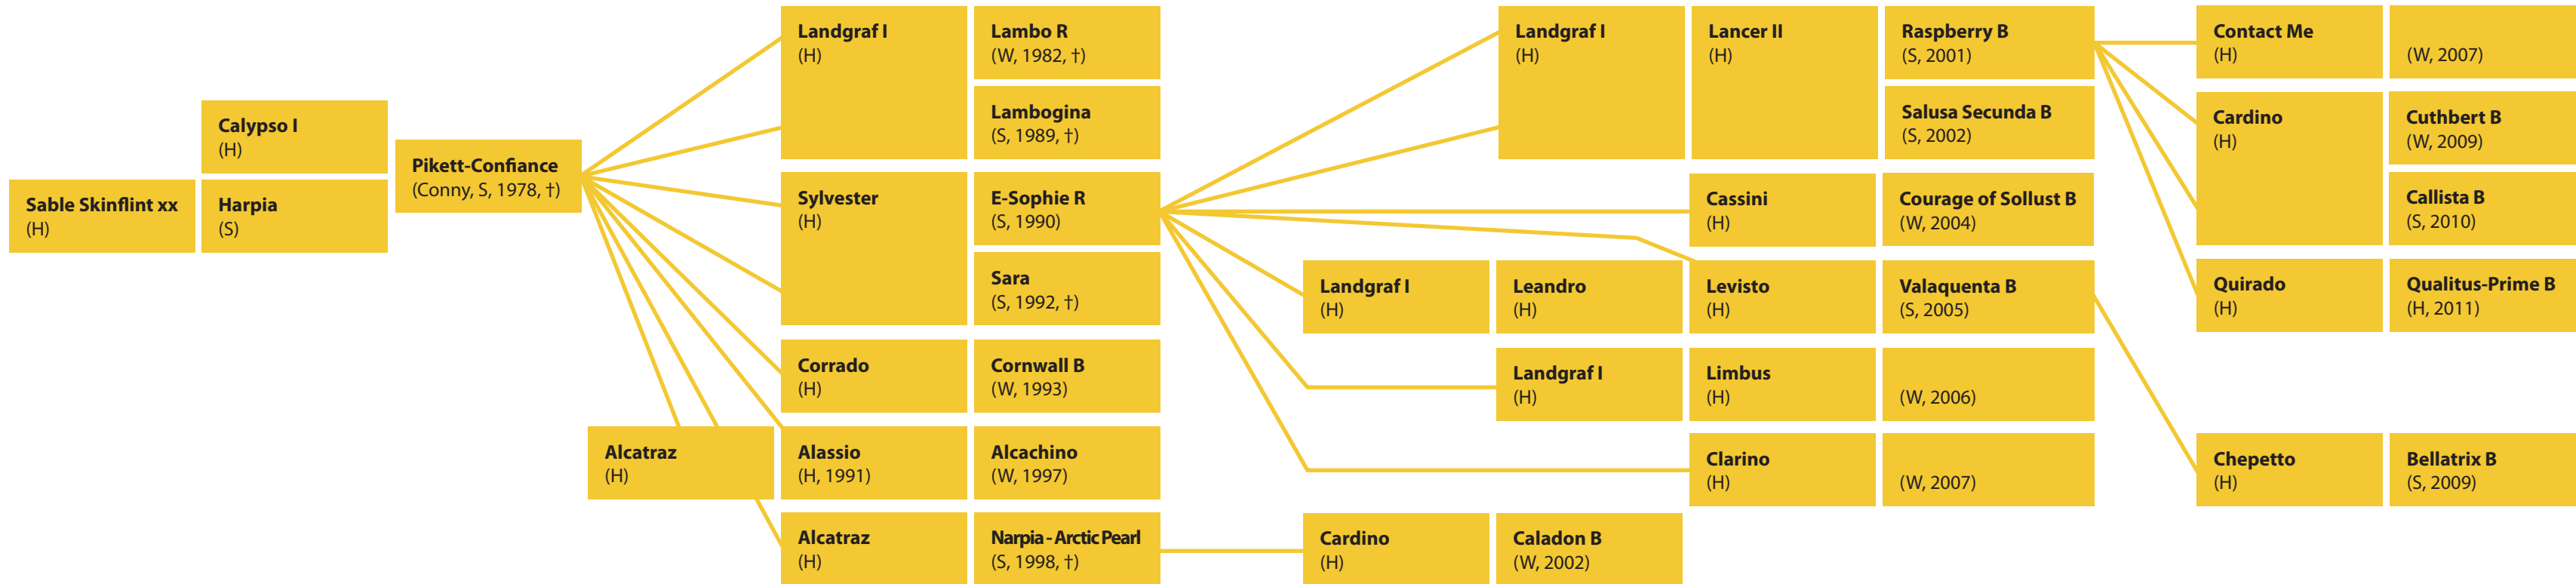 Sable Skinflint xx
(H)
Calypso I
(H)
Harpia
(S)
Pikett-Confiance
(Conny, S, 1978, †)
Landgraf I
(H)
Lambo R
(W, 1982, †)
Lambogina
(S, 1989, †)
Sylvester
(H)
E-Sophie R
(S, 1990)
Sara
(S, 1992, †)
Corrado
(H)
Cornwall B
(W, 1993)
Alcatraz
(H)
Alassio
(H, 1991)
Alcachino
(W, 1997)
Alcatraz
(H)
Narpia - Arctic Pearl
(S, 1998, †)
Landgraf I
(H)
Lancer II
(H)
Raspberry B
(S, 2001)
Salusa Secunda B
(S, 2002)
Cassini
(H)
Courage of Sollust B
(W, 2004)
Landgraf I
(H)
Leandro
(H)
Levisto
(H)
Valaquenta B
(S, 2005)
Landgraf I
(H)
Limbus
(H)
(W, 2006)
Clarino
(H)
(W, 2007)
Cardino
(H)
Caladon B
(W, 2002)
Contact Me
(H)
(W, 2007)
Cardino
(H)
Cuthbert B
(W, 2009)
Callista B
(S, 2010)
Quirado
(H)
Qualitus-Prime B
(H, 2011)
Chepetto
(H)
Bellatrix B
(S, 2009)